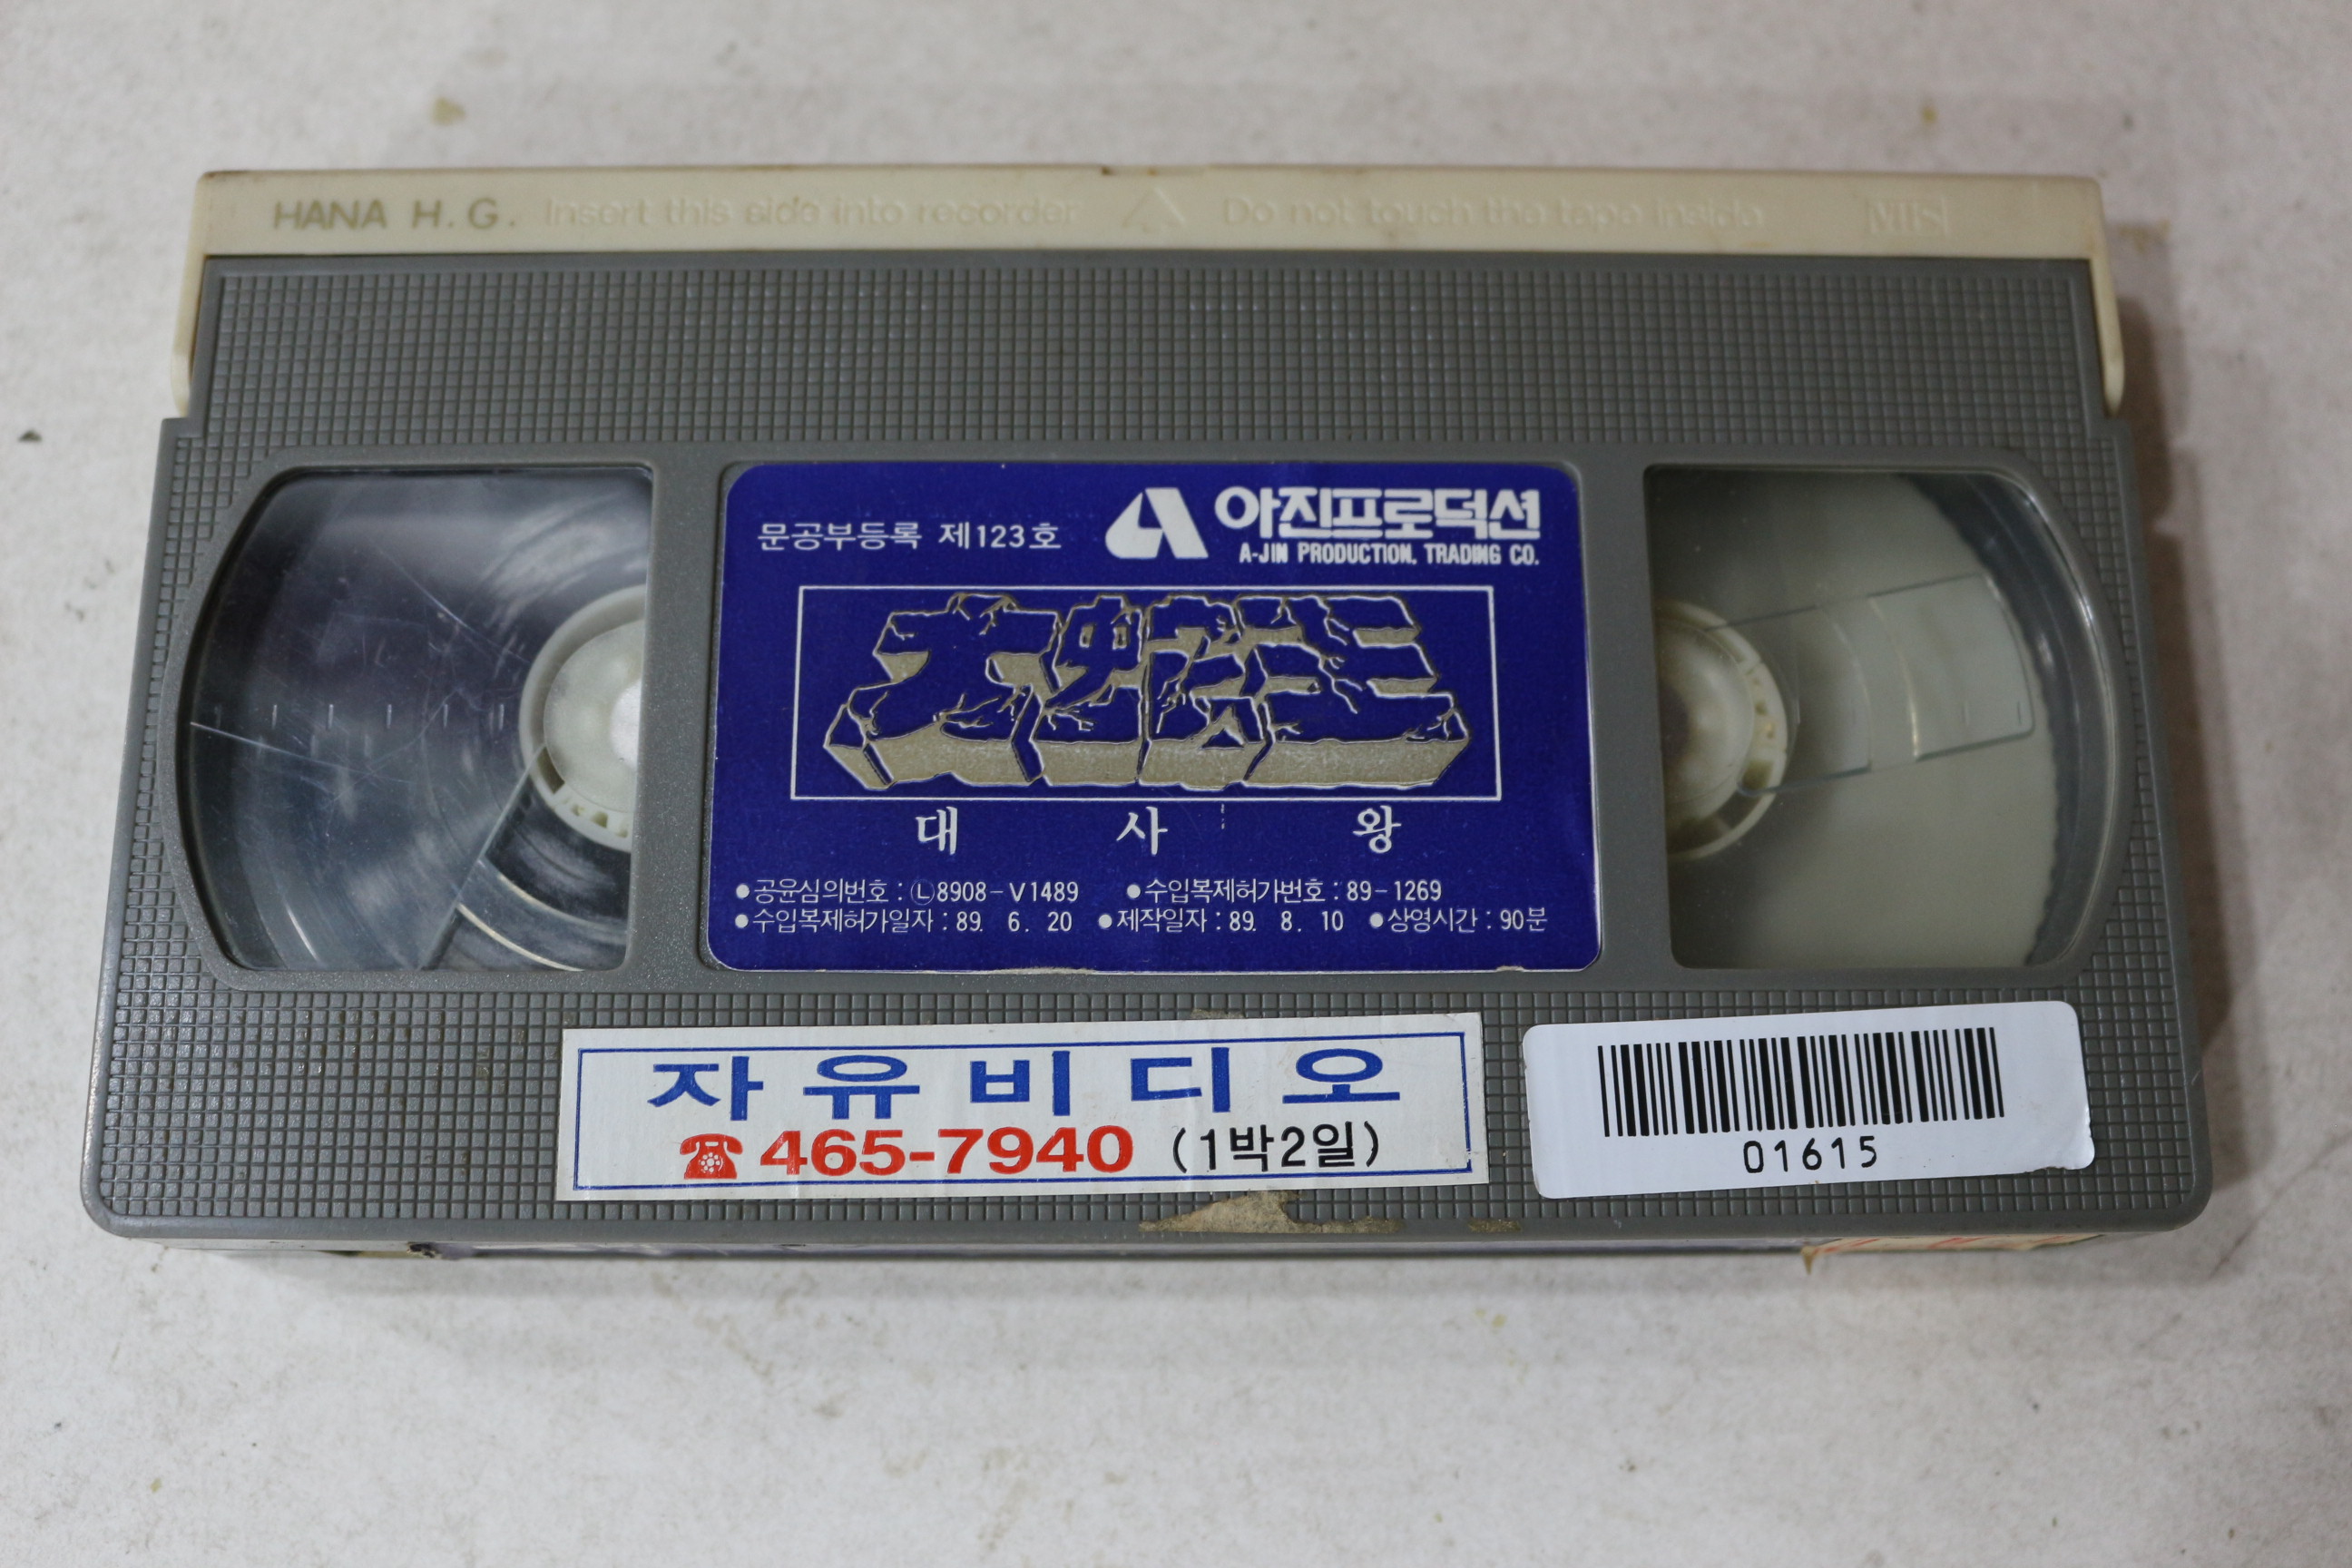 HANA H.G. Insert this side into recorder Do not touch the tape inside VHS
문공부등록 제123호
아진프로덕션
A-JIN PRODUCTION. TRADING CO.
大蛇王
대 사 왕
●공윤심의번호 : Ⓛ8908-V1489 ●수입복제허가번호 : 89-1269
●수입복제허가일자 : 89. 6. 20 ●제작일자 : 89. 8. 10 ●상영시간 : 90분
자유비디오
☎465-7940 (1박2일)
01615